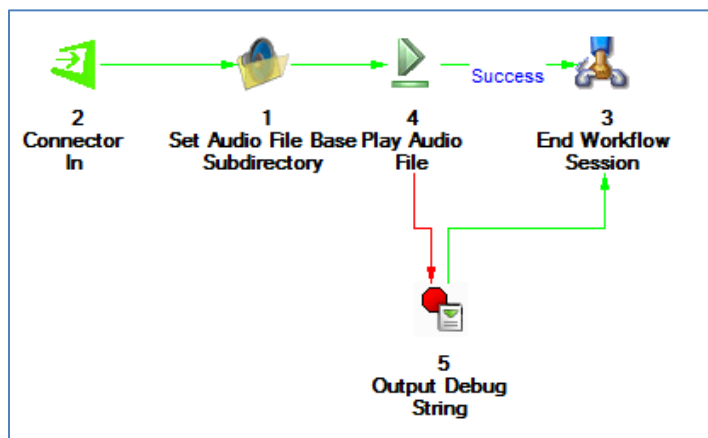 Success
2
Connector
In
1
Set Audio File Base
Subdirectory
4
Play Audio
File
3
End Workflow
Session
5
Output Debug
String